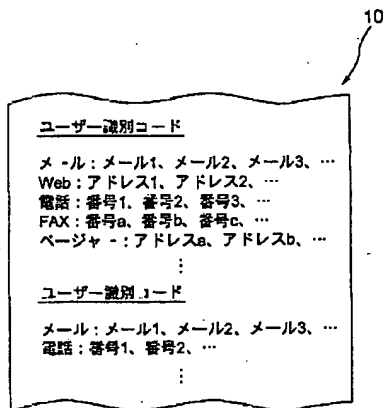 10
ユーザー識別コード
メール：メール1、メール2、メール3、…
Web：アドレス1、アドレス2、…
電話：番号1、番号2、番号3、…
FAX：番号a、番号b、番号c、…
ページャー：アドレスa、アドレスb、…
⋮
ユーザー識別コード
メール：メール1、メール2、メール3、…
電話：番号1、番号2、…
⋮